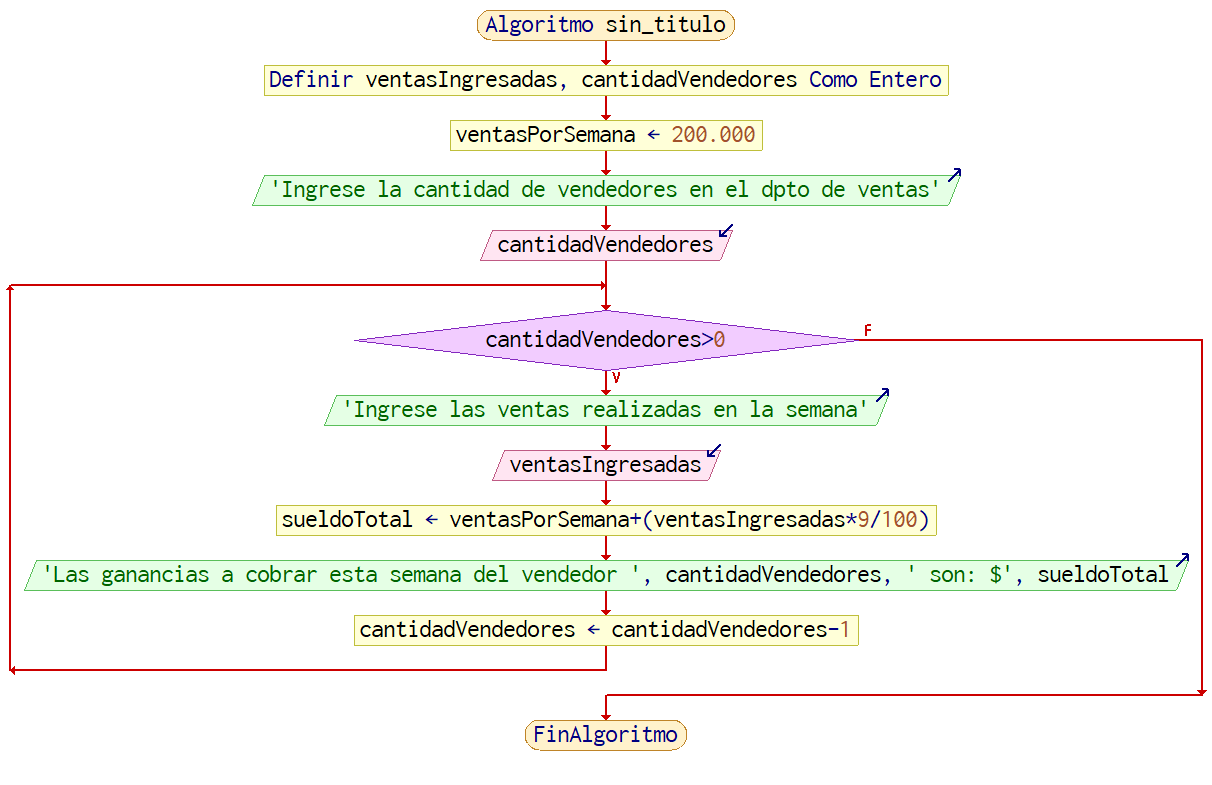 Algoritmo sin_titulo
Definir ventasIngresadas, cantidadVendedores Como Entero
ventasPorSemana ← 200.000
'Ingrese la cantidad de vendedores en el dpto de ventas'
cantidadVendedores
cantidadVendedores>0
F
V
'Ingrese las ventas realizadas en la semana'
ventasIngresadas
sueldoTotal ← ventasPorSemana+(ventasIngresadas*9/100)
'Las ganancias a cobrar esta semana del vendedor ', cantidadVendedores, ' son: $', sueldoTotal
cantidadVendedores ← cantidadVendedores-1
FinAlgoritmo